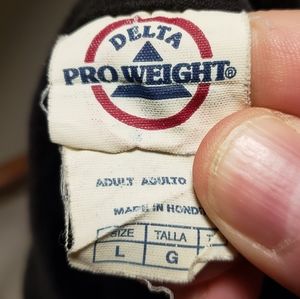 DELTA
PRO WEIGHT®
ADULT ADULTO
MADE IN
SIZE TALLA
L G